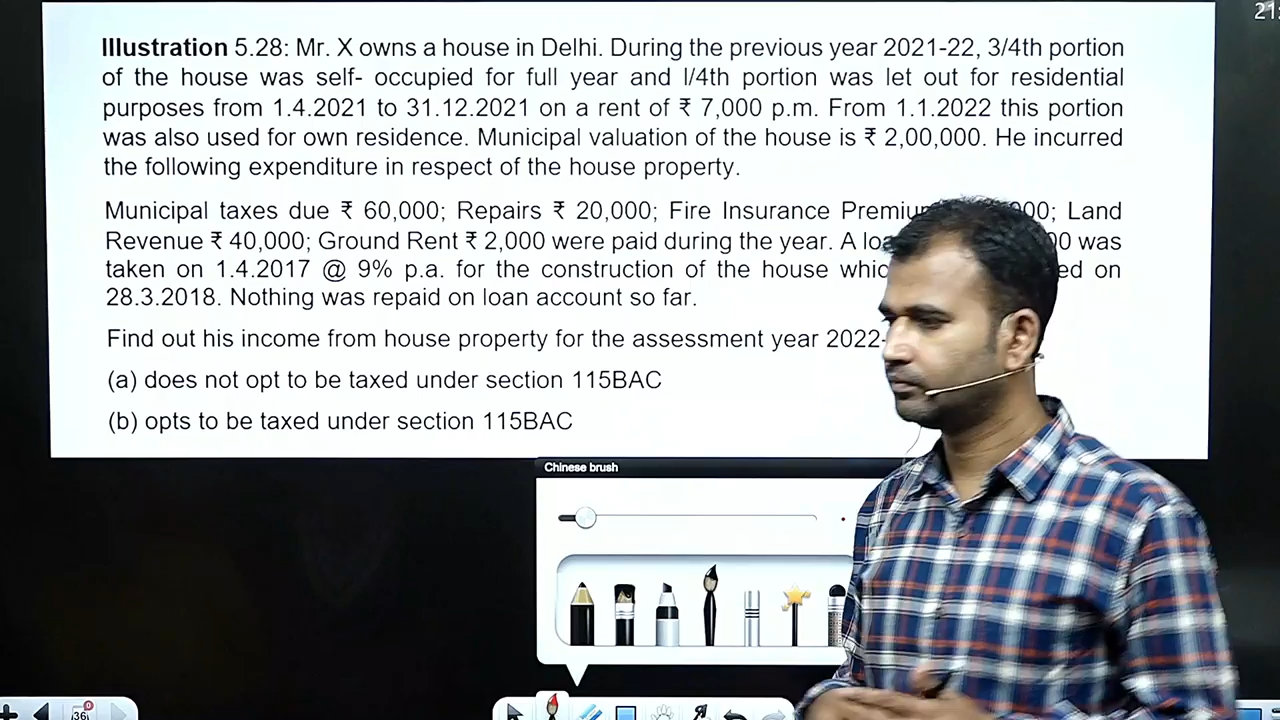 21:
Illustration 5.28: Mr. X owns a house in Delhi. During the previous year 2021-22, 3/4th portion
of the house was self- occupied for full year and I/4th portion was let out for residential
purposes from 1.4.2021 to 31.12.2021 on a rent of ₹ 7,000 p.m. From 1.1.2022 this portion
was also used for own residence. Municipal valuation of the house is ₹ 2,00,000. He incurred
the following expenditure in respect of the house property.
Municipal taxes due ₹ 60,000; Repairs ₹ 20,000; Fire Insurance 00; Land
Revenue ₹ 40,000; Ground Rent ₹ 2,000 were paid during the year. A 0 was
taken on 1.4.2017 @ 9% p.a. for the construction of the house ed on
28.3.2018. Nothing was repaid on loan account so far.
Find out his income from house property for the assessment year 2022-
(a) does not opt to be taxed under section 115BAC
(b) opts to be taxed under section 115BAC
Chinese brush
36
0